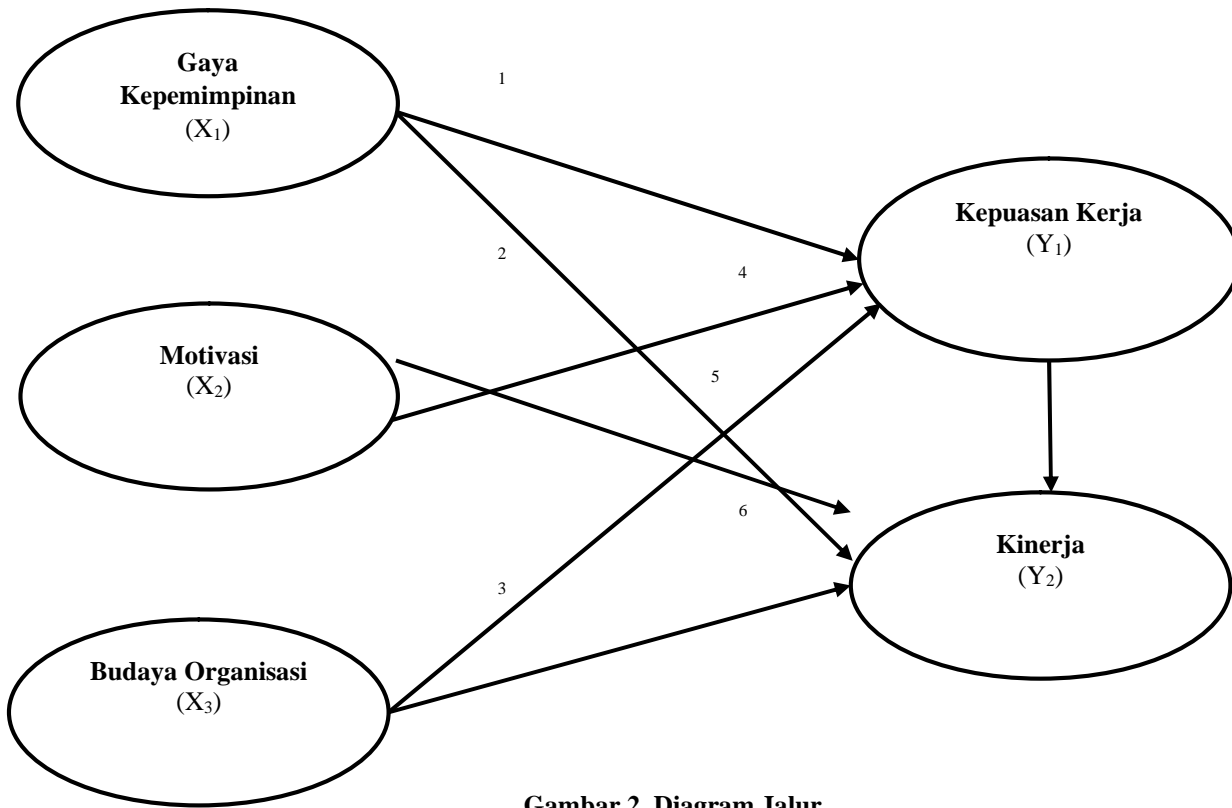 Gaya
Kepemimpinan
(X₁)
1
Kepuasan Kerja
(Y₁)
2
4
Motivasi
(X₂)
5
6
Kinerja
(Y₂)
3
Budaya Organisasi
(X₃)
Gambar 2. Diagram Jalur